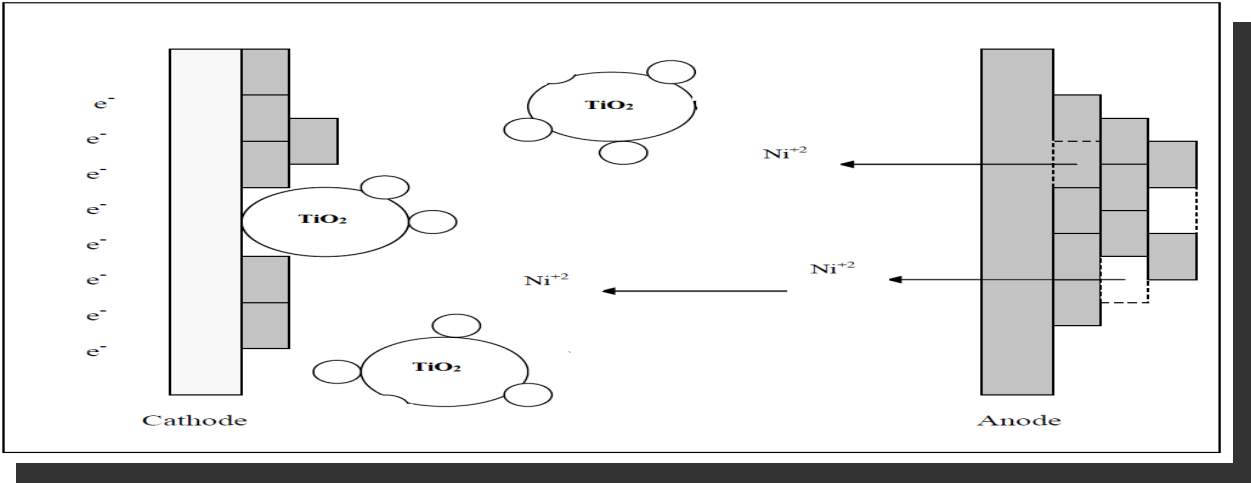 TiO₂
e⁻
e⁻
Ni⁺²
e⁻
e⁻
TiO₂
e⁻
Ni⁺²
e⁻
Ni⁺²
e⁻
e⁻
TiO₂
Cathode
Anode